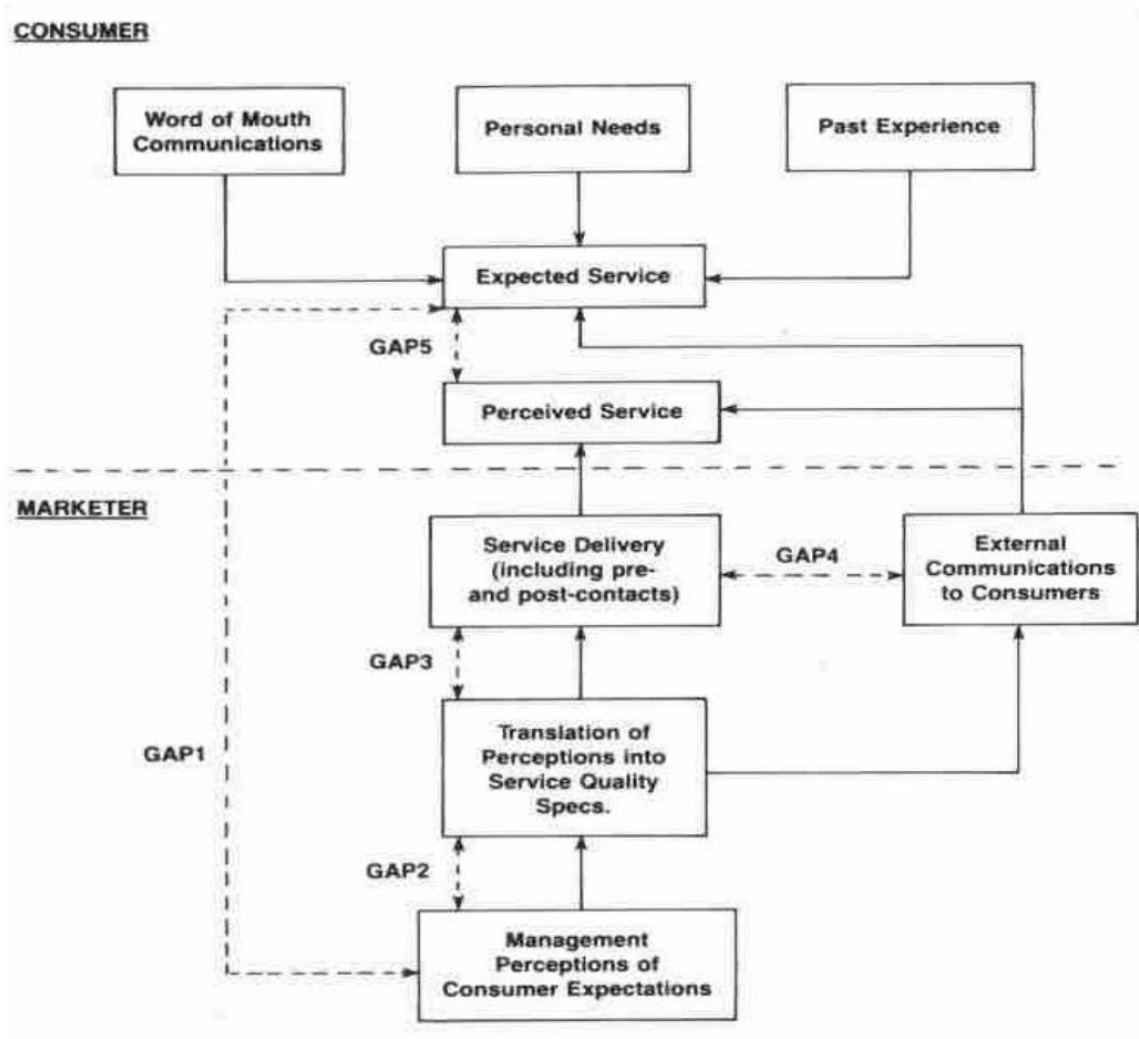 CONSUMER
Word of Mouth
Communications
Personal Needs
Past Experience
Expected Service
GAP5
Perceived Service
MARKETER
Service Delivery
(including pre-
and post-contacts)
GAP4
External
Communications
to Consumers
GAP3
Translation of
Perceptions into
Service Quality
Specs.
GAP1
GAP2
Management
Perceptions of
Consumer Expectations